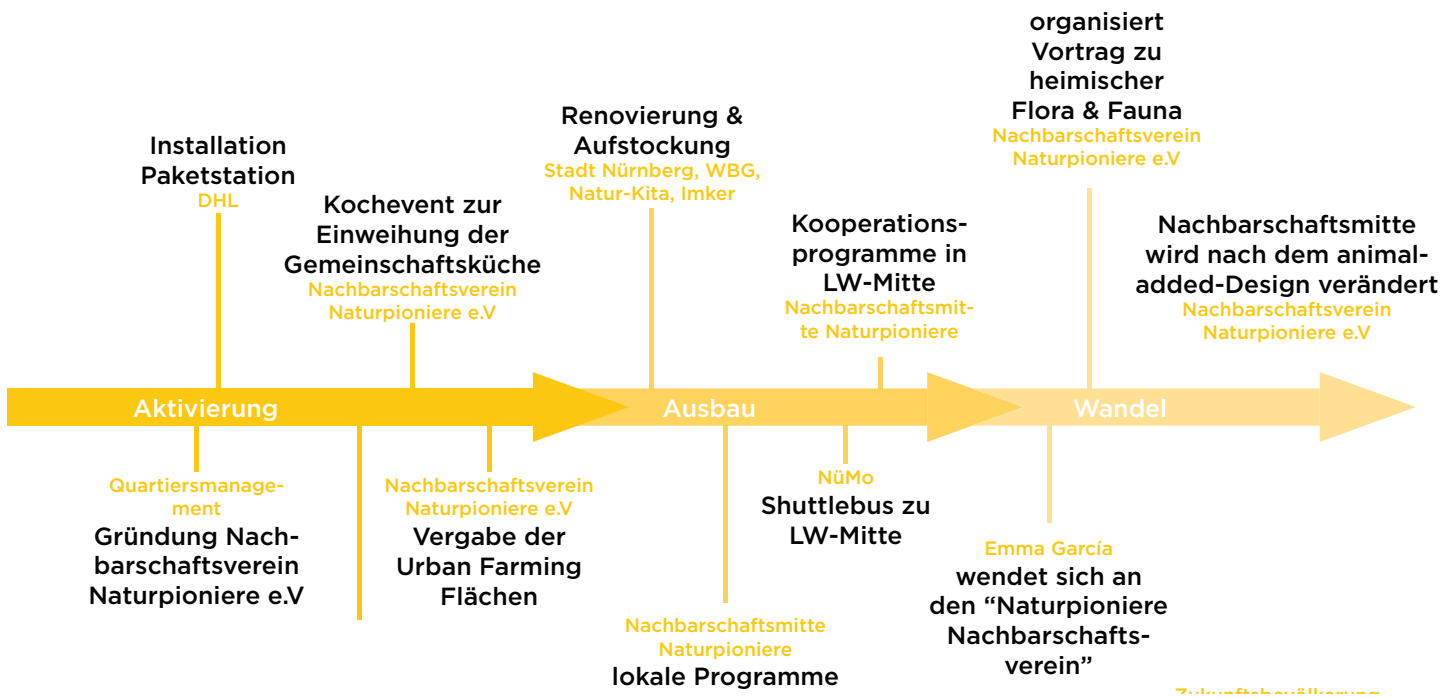 organisiert
Vortrag zu
heimischer
Flora & Fauna
Nachbarschaftsverein
Naturpioniere e.V
Installation
Paketstation
DHL
Kochevent zur
Einweihung der
Gemeinschaftsküche
Nachbarschaftsverein
Naturpioniere e.V
Renovierung &
Aufstockung
Stadt Nürnberg, WBG,
Natur-Kita, Imker
Kooperations-
programme in
LW-Mitte
Nachbarschaftsmit-
te Naturpioniere
Nachbarschaftsmitte
wird nach dem animal-
added-Design verändert
Nachbarschaftsverein
Naturpioniere e.V
Aktivierung
Ausbau
Wandel
Quartiersmanage-
ment
Gründung Nach-
barschaftsverein
Naturpioniere e.V
Nachbarschaftsverein
Naturpioniere e.V
Vergabe der
Urban Farming
Flächen
Nachbarschaftsmitte
Naturpioniere
lokale Programme
NüMo
Shuttlebus zu
LW-Mitte
Emma García
wendet sich an
den “Naturpioniere
Nachbarschafts-
verein”
Zukunftsbevölkerung